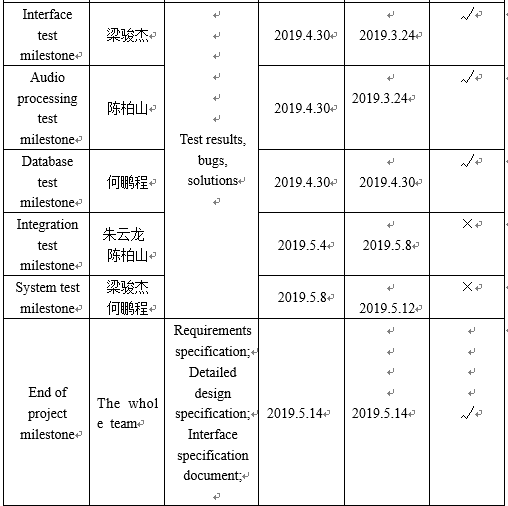 Interface
test
milestone
梁骏杰
2019.4.30
2019.3.24
✓
Audio
processing
test
milestone
陈柏山
2019.4.30
2019.3.24
✓
Test results,
bugs,
solutions
Database
test
milestone
何鹏程
2019.4.30
2019.4.30
✓
Integration
test
milestone
朱云龙
陈柏山
2019.5.4
2019.5.8
×
System test
milestone
梁骏杰
何鹏程
2019.5.8
2019.5.12
×
End of
project
milestone
The whol
e team
Requirements
specification;
Detailed
design
specification;
Interface
specification
document;
2019.5.14
2019.5.14
✓